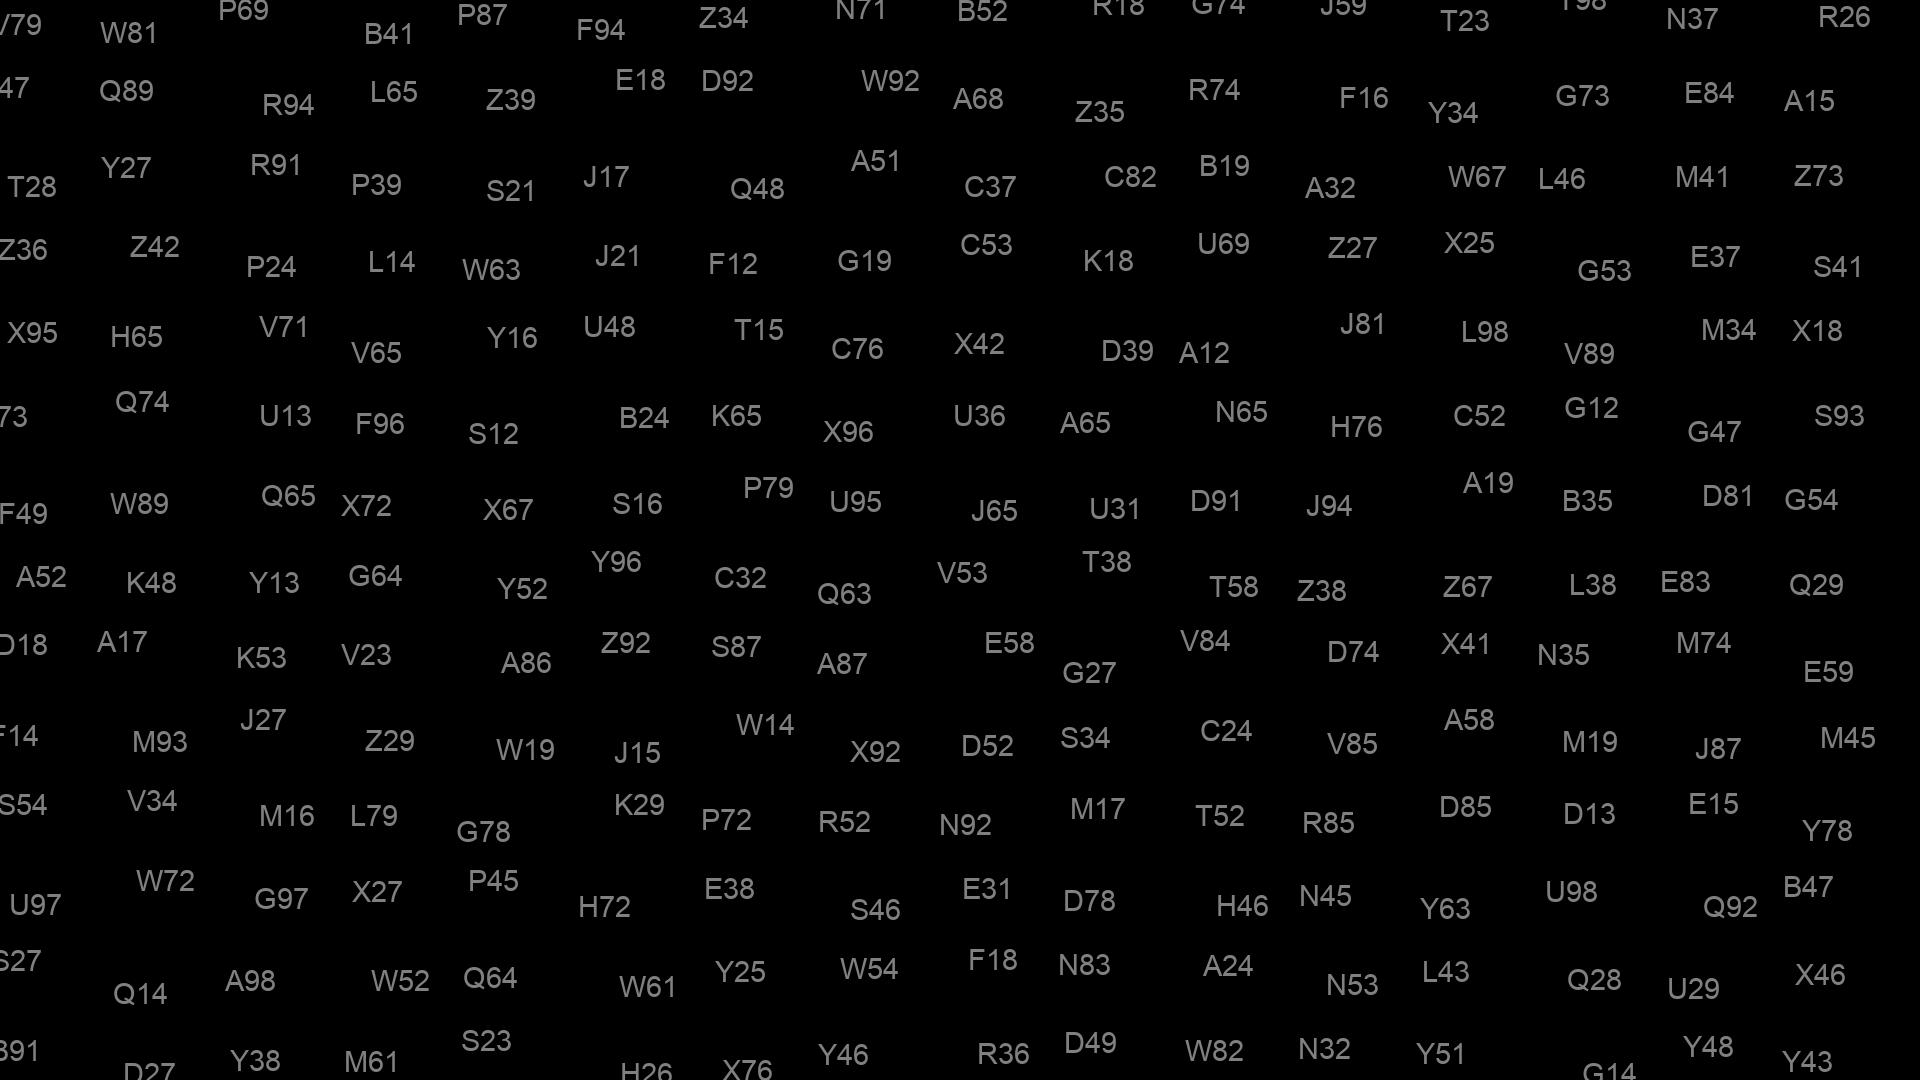 W81 P69 B41 P87 F94 Z34 N71 B52 R18 G74 J59 T23 N37 R26
Q89 R94 L65 Z39 E18 D92 W92 A68 Z35 R74 F16 Y34 G73 E84 A15
T28 Y27 R91 P39 S21 J17 Q48 A51 C37 C82 B19 A32 W67 L46 M41 Z73
Z36 Z42 P24 L14 W63 J21 F12 G19 C53 K18 U69 Z27 X25 G53 E37 S41
X95 H65 V71 V65 Y16 U48 T15 C76 X42 D39 A12 J81 L98 V89 M34 X18
73 Q74 U13 F96 S12 B24 K65 X96 U36 A65 N65 H76 C52 G12 G47 S93
F49 W89 Q65 X72 X67 S16 P79 U95 J65 U31 D91 J94 A19 B35 D81 G54
A52 K48 Y13 G64 Y52 Y96 C32 Q63 V53 T38 T58 Z38 Z67 L38 E83 Q29
D18 A17 K53 V23 A86 Z92 S87 A87 E58 G27 V84 D74 X41 N35 M74 E59
F14 M93 J27 Z29 W19 J15 W14 X92 D52 S34 C24 V85 A58 M19 J87 M45
S54 V34 M16 L79 G78 K29 P72 R52 N92 M17 T52 R85 D85 D13 E15 Y78
U97 W72 G97 X27 P45 H72 E38 S46 E31 D78 H46 N45 Y63 U98 Q92 B47
S27 Q14 A98 W52 Q64 W61 Y25 W54 F18 N83 A24 N53 L43 Q28 U29 X46
B91 D27 Y38 M61 S23 H26 X76 Y46 R36 D49 W82 N32 Y51 G14 Y48 Y43